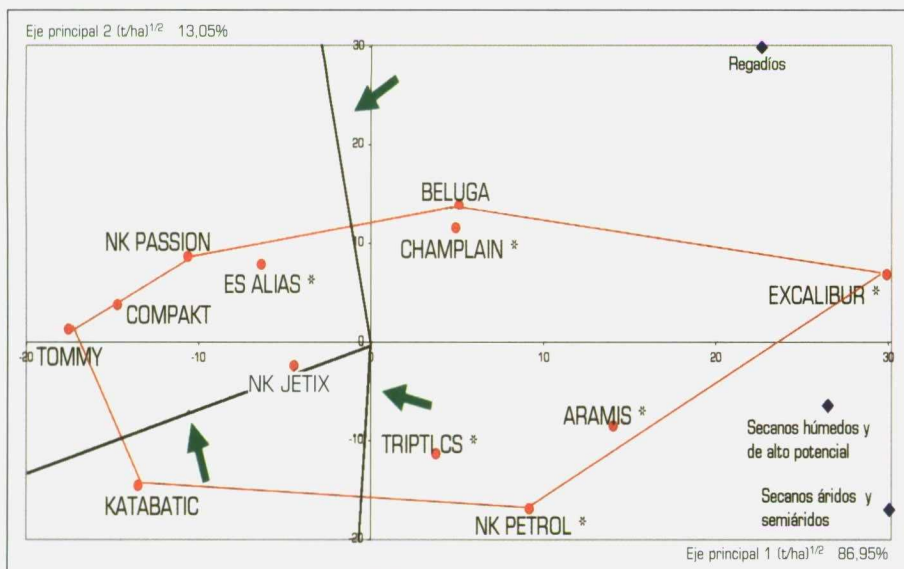 Eje principal 2 (t/ha)1/2 13,05%
30
Regadíos
20
BELUGA
NK PASSION
10
CHAMPLAIN *
ES ALIAS *
EXCALIBUR *
COMPAKT
TOMMY
-20
-10
0
0
10
20
30
NK JETIX
ARAMIS *
Secanos húmedos y
de alto potencial
-10
TRIPTI CS *
KATABATIC
Secanos áridos y
semiáridos
NK PETROL *
-20
Eje principal 1 (t/ha)1/2 86,95%